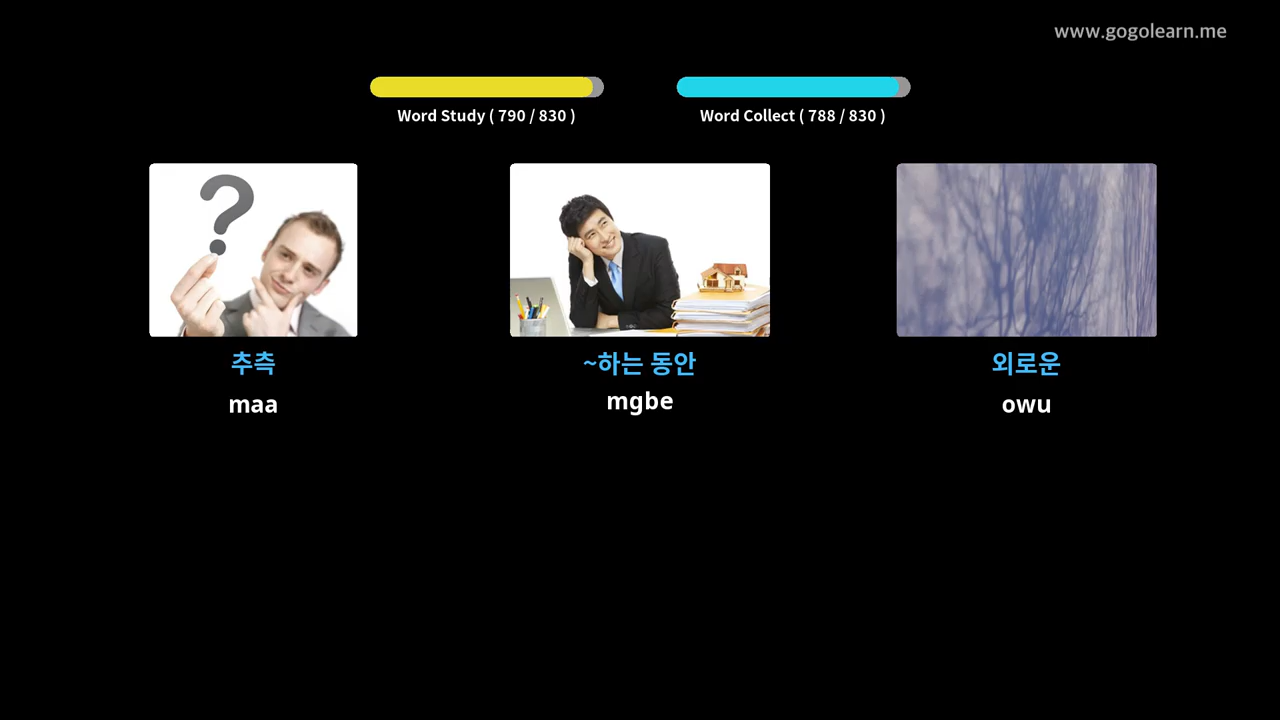 www.gogolearn.me
Word Study ( 790 / 830 )
Word Collect ( 788 / 830 )
추측
maa
~하는 동안
mgbe
외로운
owu